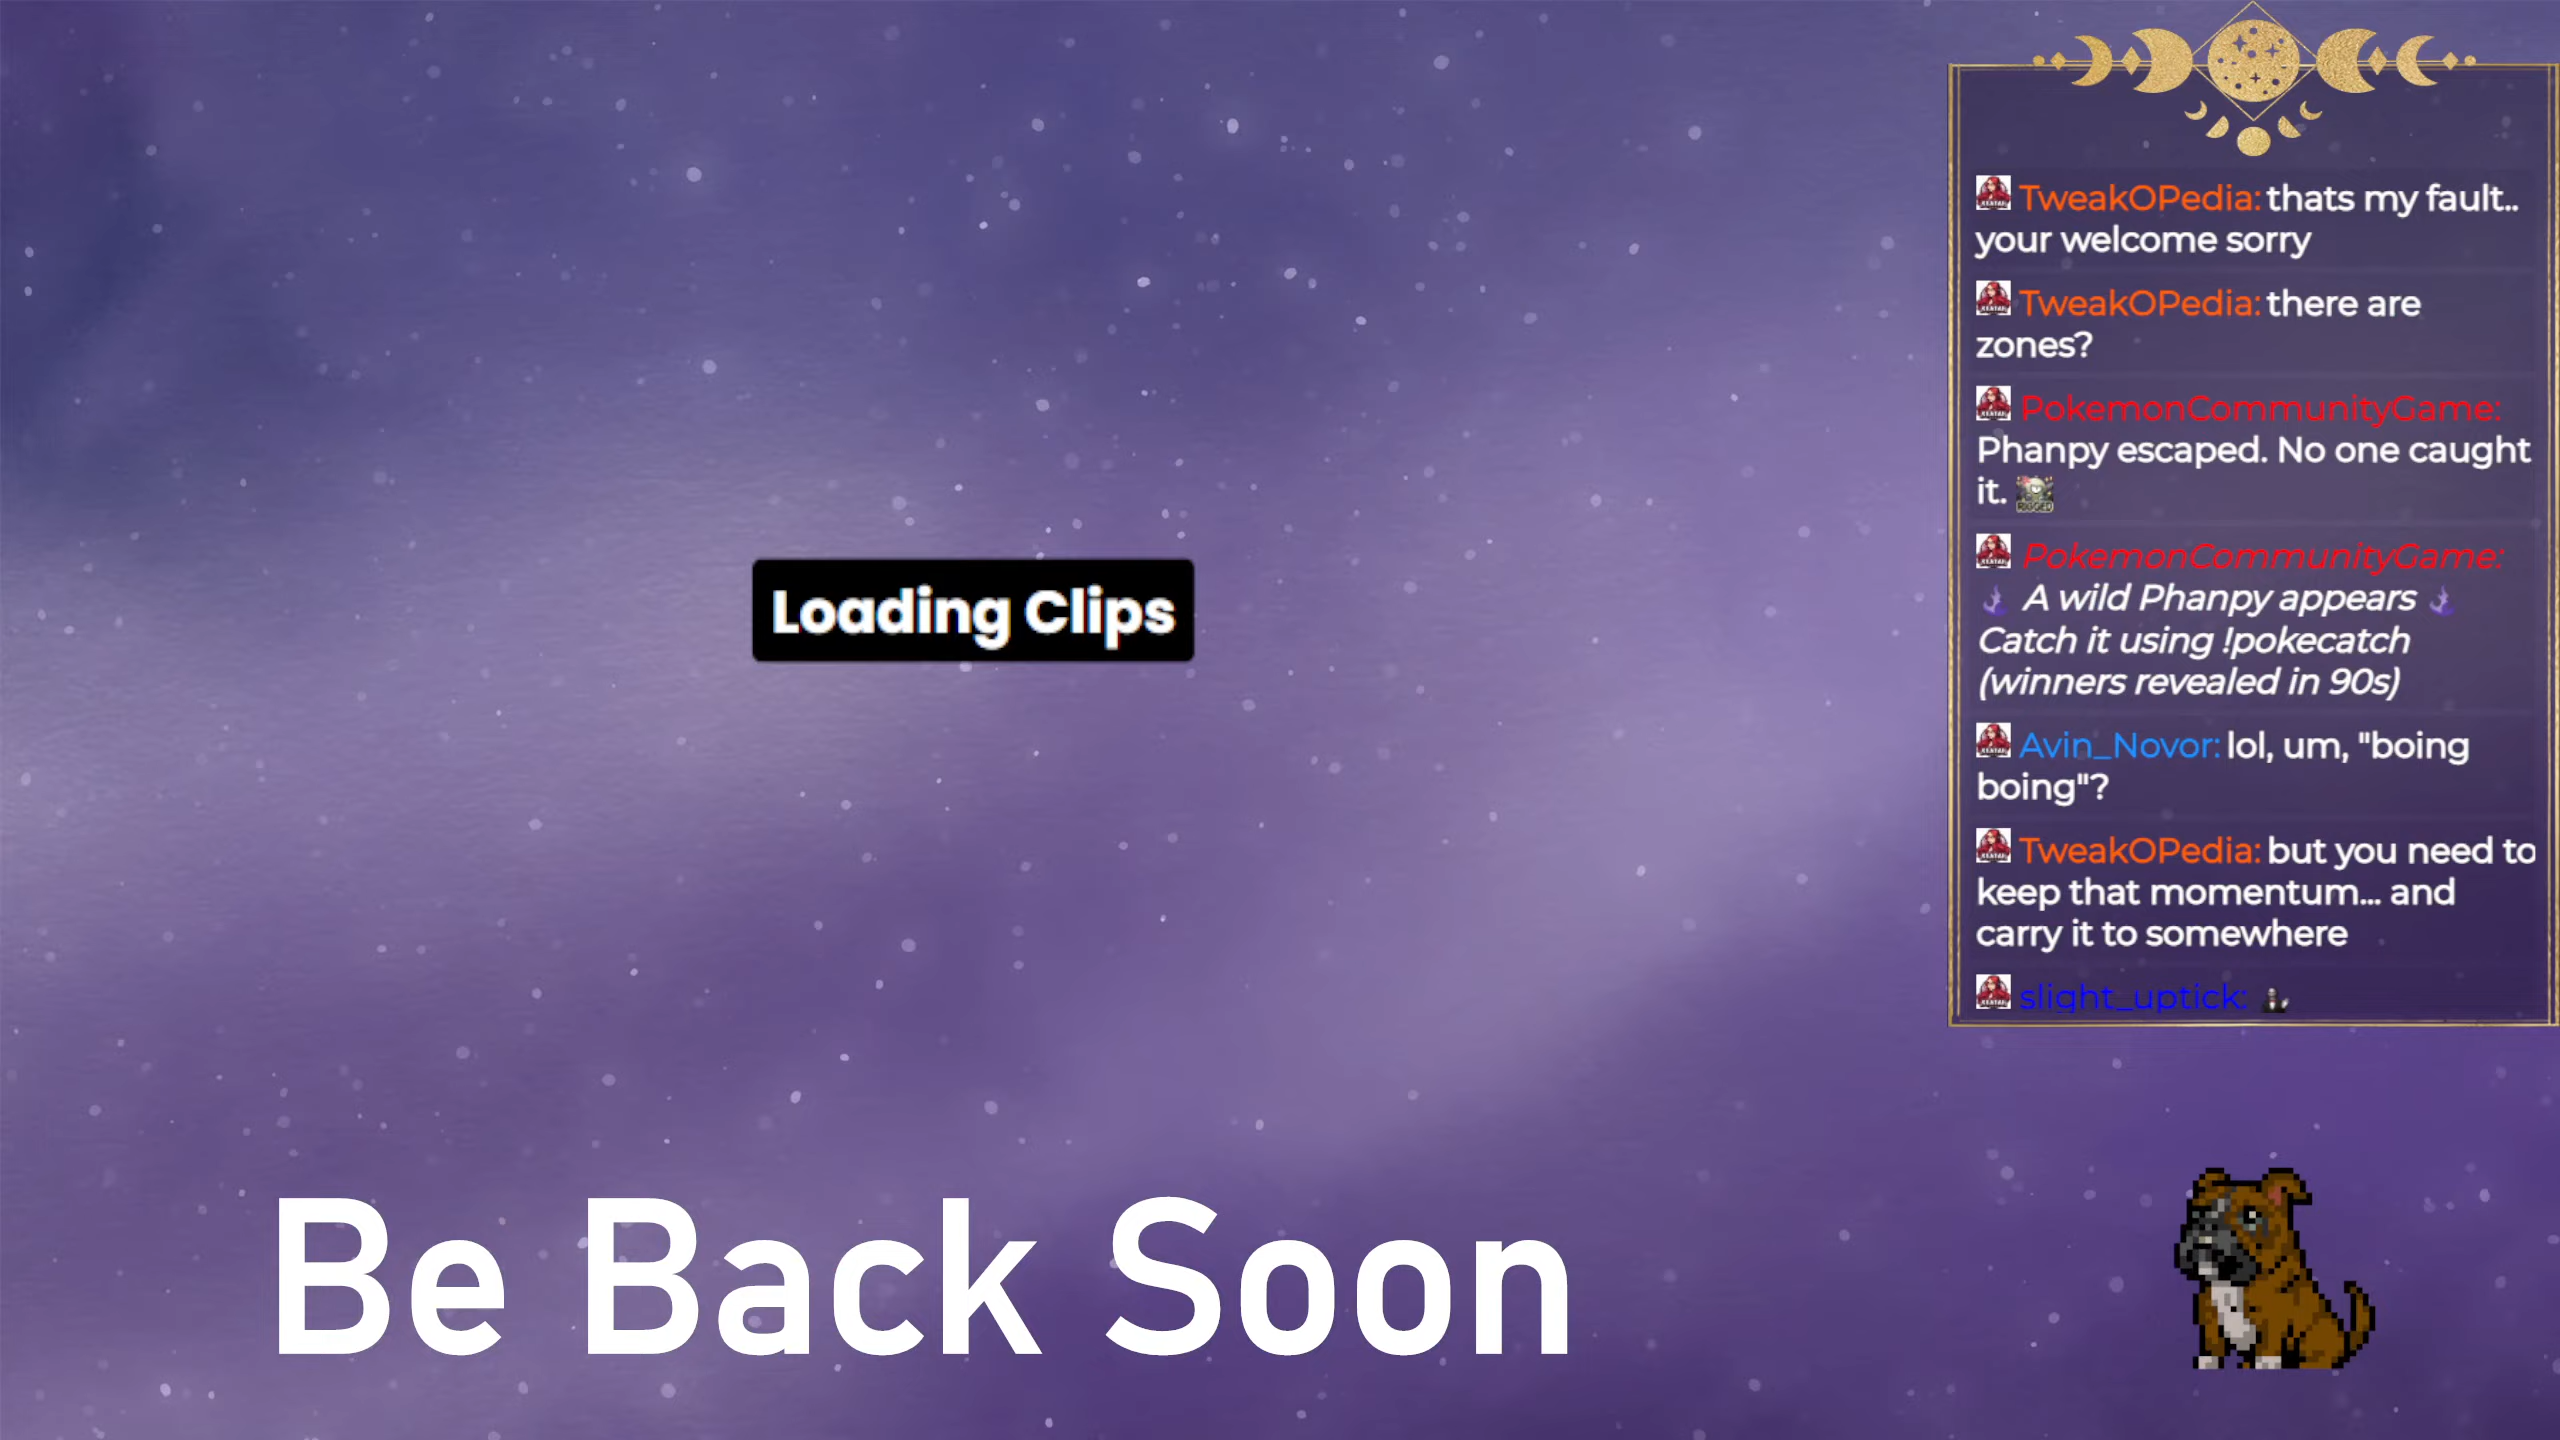 TweakOPedia: thats my fault..
your welcome sorry
TweakOPedia: there are
zones?
PokemonCommunityGame:
Phanpy escaped. No one caught
it.
PokemonCommunityGame:
A wild Phanpy appears
Catch it using !pokecatch
(winners revealed in 90s)
Avin_Novor: lol, um, "boing
boing"?
TweakOPedia: but you need to
keep that momentum... and
carry it to somewhere
slight_uptick:
Loading Clips
Be Back Soon